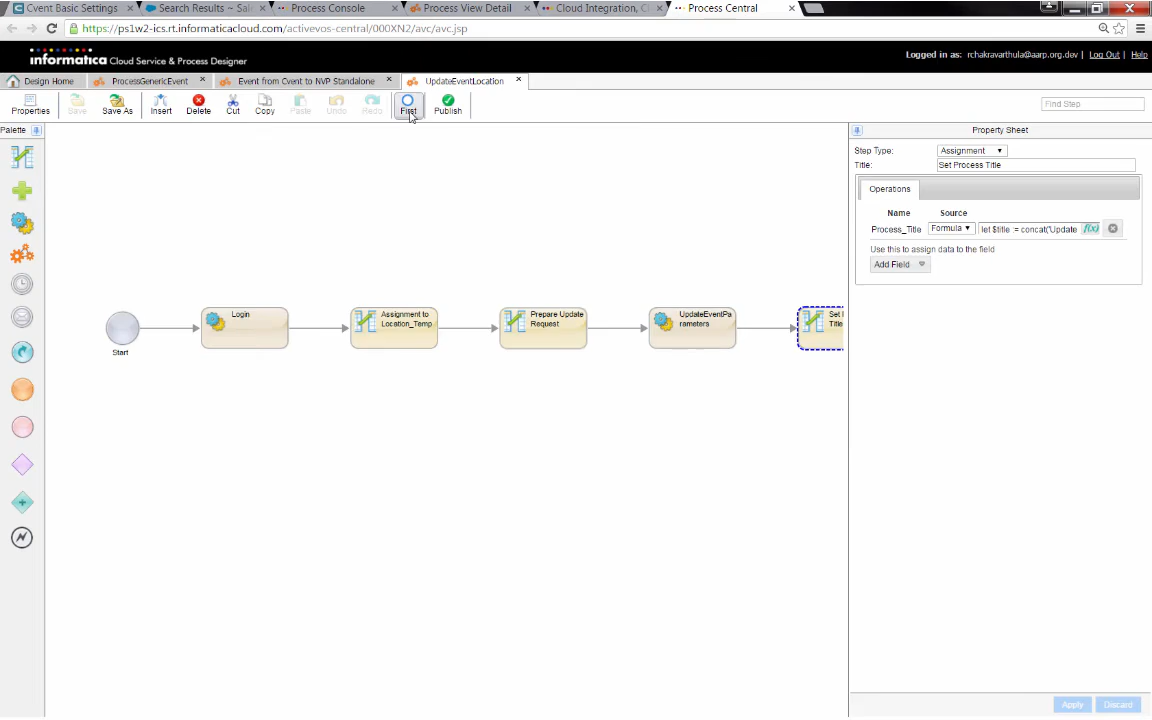 Cvent Basic Settings
Search Results ~ Sal
Process Console
Process View Detail
Cloud Integration, Cl
Process Central
https://ps1w2-ics.rt.informaticacloud.com/activevos-central/000XN2/avc/avc.jsp
informatica Cloud Service & Process Designer
Logged in as: rchakravarthula@aarp.org.dev | Log Out | Help
Design Home
ProcessGenericEvent
Event from Cvent to NVP Standalone
UpdateEventLocation
Properties
Save
Save As
Insert
Delete
Cut
Copy
Paste
Undo
Redo
First
Publish
Find Step
Palette
Property Sheet
Step Type: Assignment
Title: Set Process Title
Operations
Name Source
Process_Title Formula let $title := concat('Update f(x)
Use this to assign data to the field
Add Field
Start
Login
Assignment to
Location_Temp
Prepare Update
Request
UpdateEventPa
rameters
Set
Title
Apply Discard